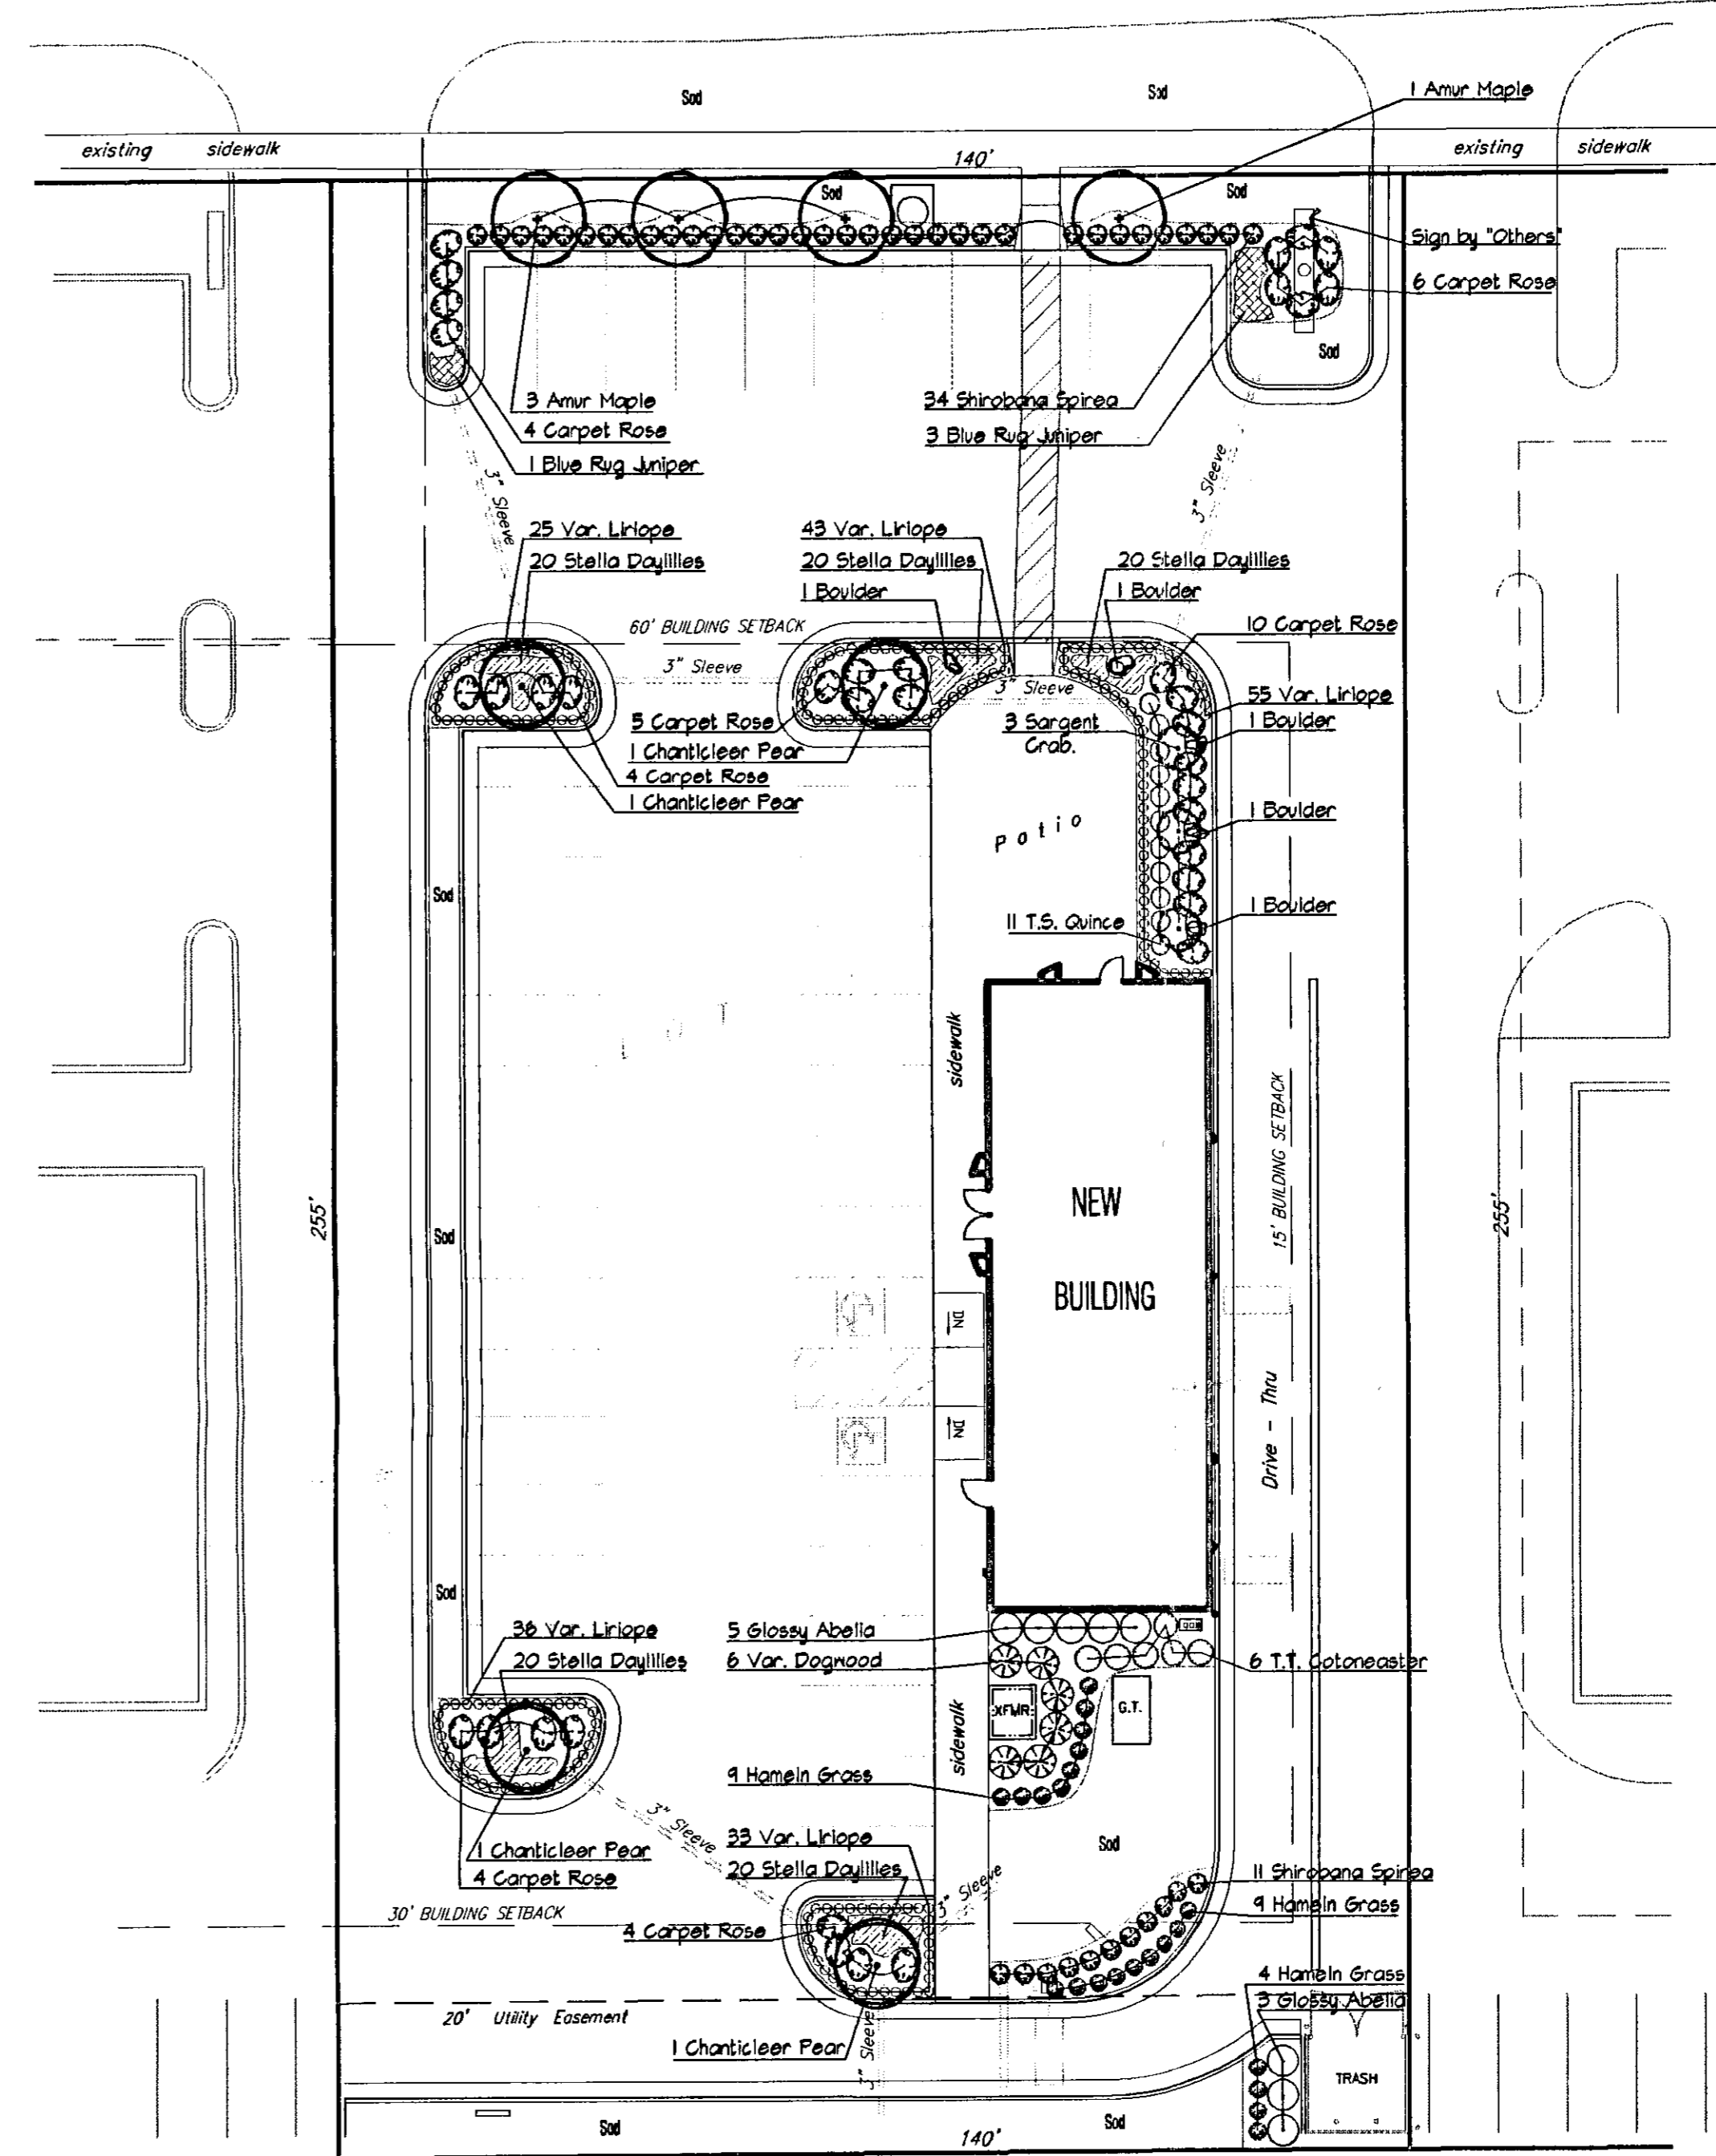 Sod
Sod
1 Amur Maple
existing sidewalk
140'
existing sidewalk
Sod
Sod
Sign by "Others"
6 Carpet Rose
Sod
3 Amur Maple
4 Carpet Rose
1 Blue Rug Juniper
34 Shirobana Spirea
3 Blue Rug Juniper
3" Sleeve
3" Sleeve
25 Var. Liriope
20 Stella Daylilies
43 Var. Liriope
20 Stella Daylilies
1 Boulder
20 Stella Daylilies
1 Boulder
60' BUILDING SETBACK
10 Carpet Rose
3" Sleeve
3" Sleeve
55 Var. Liriope
1 Boulder
5 Carpet Rose
1 Chanticleer Pear
4 Carpet Rose
1 Chanticleer Pear
3 Sargent
Crab.
Patio
1 Boulder
Sod
11 T.S. Quince
1 Boulder
sidewalk
LOT
255'
Sod
NEW
BUILDING
15' BUILDING SETBACK
255'
DN
DN
Drive - Thru
Sod
36 Var. Liriope
20 Stella Daylilies
5 Glossy Abelia
6 Var. Dogwood
6 T.T. Cotoneaster
XFMR
G.T.
sidewalk
9 Hameln Grass
3" Sleeve
1 Chanticleer Pear
4 Carpet Rose
33 Var. Liriope
20 Stella Daylilies
3" Sleeve
Sod
11 Shirobana Spirea
9 Hameln Grass
30' BUILDING SETBACK
4 Carpet Rose
4 Hameln Grass
3 Glossy Abelia
20' Utility Easement
1 Chanticleer Pear
3" Sleeve
TRASH
Sod
Sod
140'